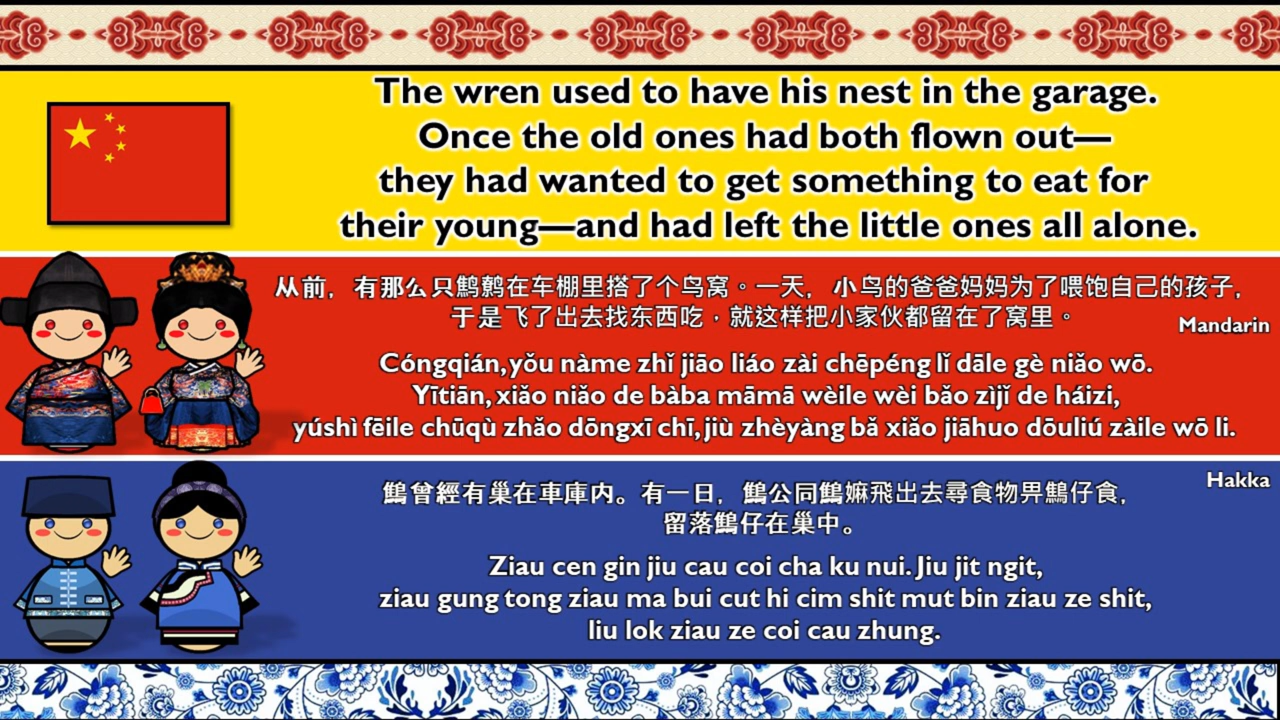 The wren used to have his nest in the garage.
Once the old ones had both flown out—
they had wanted to get something to eat for
their young—and had left the little ones all alone.
从前，有那么只鹪鹩在车棚里搭了个鸟窝。一天，小鸟的爸爸妈妈为了喂饱自己的孩子，
于是飞了出去找东西吃，就这样把小家伙都留在了窝里。
Mandarin
Cóngqián, yǒu nàme zhǐ jiāo liáo zài chēpéng lǐ dāle gè niǎo wō.
Yītiān, xiǎo niǎo de bàba māmā wèile wèi bǎo zìjǐ de háizi,
yúshì fēile chūqù zhǎo dōngxī chī, jiù zhèyàng bǎ xiǎo jiāhuo dōuliú zàile wō li.
Hakka
鷦曾經有巢在車庫内。有一日，鷦公同鷦嫲飛出去尋食物畀鷦仔食，
留落鷦仔在巢中。
Ziau cen gin jiu cau coi cha ku nui. Jiu jit ngit,
ziau gung tong ziau ma bui cut hi cim shit mut bin ziau ze shit,
liu lok ziau ze coi cau zhung.